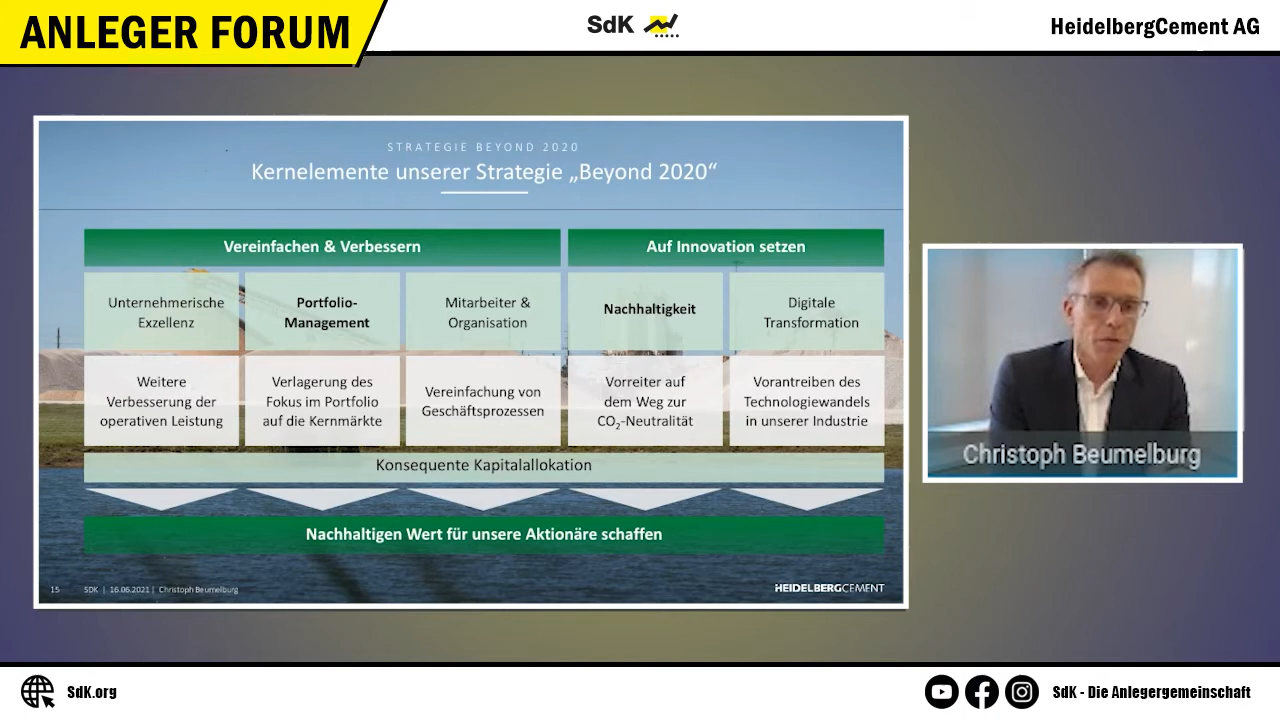 ANLEGER FORUM
SdK
HeidelbergCement AG
STRATEGIE BEYOND 2020
Kernelemente unserer Strategie „Beyond 2020“
Vereinfachen & Verbessern
Auf Innovation setzen
Unternehmerische
Exzellenz
Portfolio-
Management
Mitarbeiter &
Organisation
Nachhaltigkeit
Digitale
Transformation
Weitere
Verbesserung der
operativen Leistung
Verlagerung des
Fokus im Portfolio
auf die Kernmärkte
Vereinfachung von
Geschäftsprozessen
Vorreiter auf
dem Weg zur
CO₂-Neutralität
Vorantreiben des
Technologiewandels
in unserer Industrie
Konsequente Kapitalallokation
Nachhaltigen Wert für unsere Aktionäre schaffen
15 SDK | 16.06.2021 | Christoph Beumelburg
HEIDELBERGCEMENT
Christoph Beumelburg
SdK.org
SdK - Die Anlegergemeinschaft